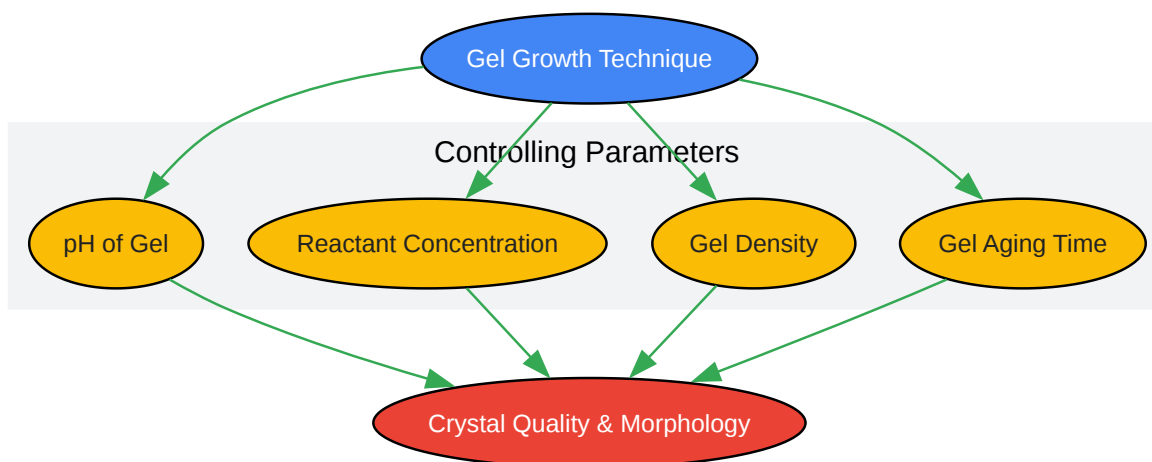 Gel Growth Technique
Controlling Parameters
pH of Gel
Reactant Concentration
Gel Density
Gel Aging Time
Crystal Quality & Morphology